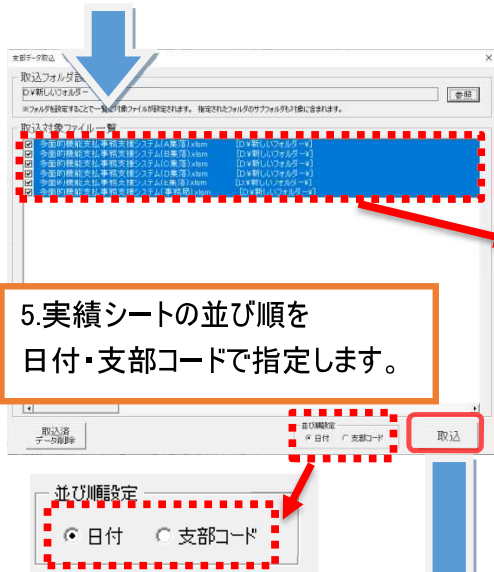 支部データ取込
×
取込フォルダ設
D:¥新しいフォルダー
参照
※フォルダを設定することで一覧に対象ファイルが設定されます。 指定されたフォルダのサブフォルダも対象に含まれます。
取込対象ファイル一覧
多面的機能支払事務支援システム(A集落).xlsm [D:¥新しいフォルダー¥]
多面的機能支払事務支援システム(B集落).xlsm [D:¥新しいフォルダー¥]
多面的機能支払事務支援システム(C集落).xlsm [D:¥新しいフォルダー¥]
多面的機能支払事務支援システム(D集落).xlsm [D:¥新しいフォルダー¥]
多面的機能支払事務支援システム(E集落).xlsm [D:¥新しいフォルダー¥]
多面的機能支払事務支援システム(事務局).xlsm [D:¥新しいフォルダー¥]
5.実績シートの並び順を
日付・支部コードで指定します。
取込済
データ削除
並び順設定
日付 支部コード
取込
並び順設定
日付 支部コード